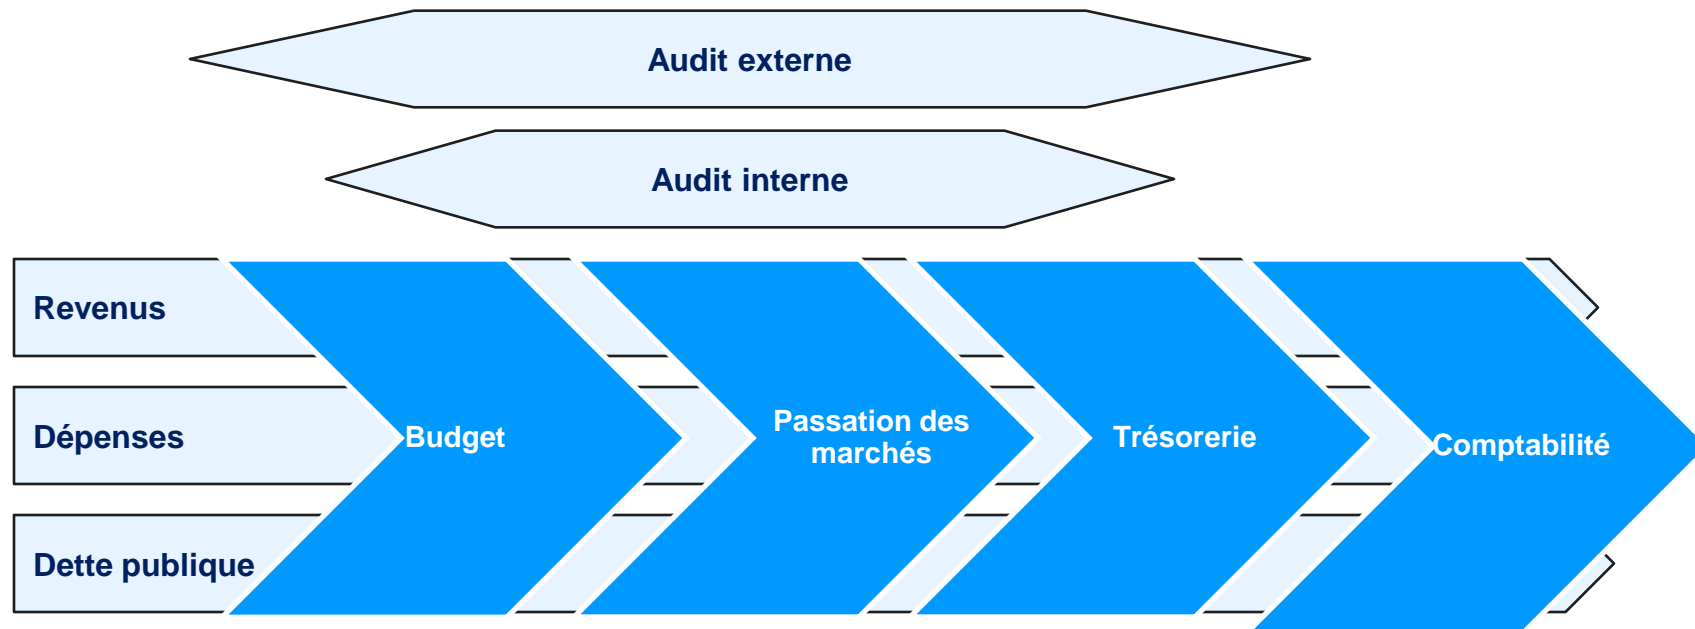 Audit externe
Audit interne
Revenus
Dépenses
Dette publique
Budget
Passation des
marchés
Trésorerie
Comptabilité